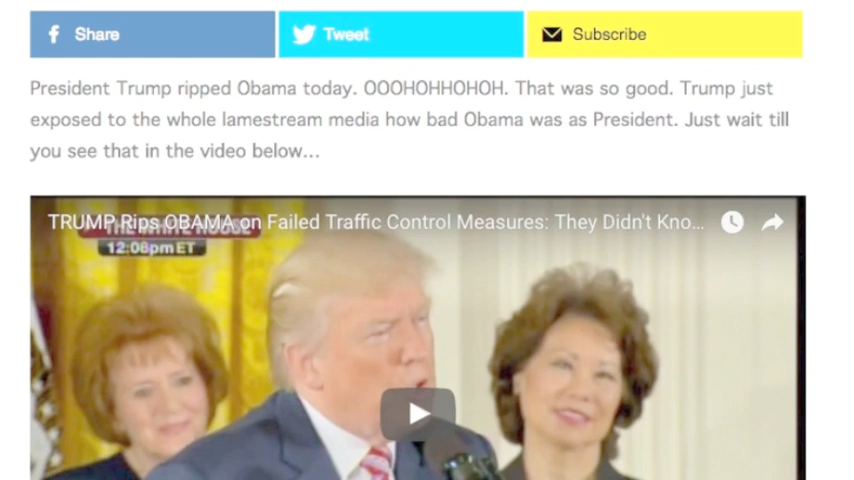 Share
Tweet
Subscribe
President Trump ripped Obama today. OOOHOHHOHOH. That was so good. Trump just
exposed to the whole lamestream media how bad Obama was as President. Just wait till
you see that in the video below...
TRUMP Rips OBAMA on Failed Traffic Control Measures: They Didn't Kno...
THE WHITE HOUSE
12:08pm ET